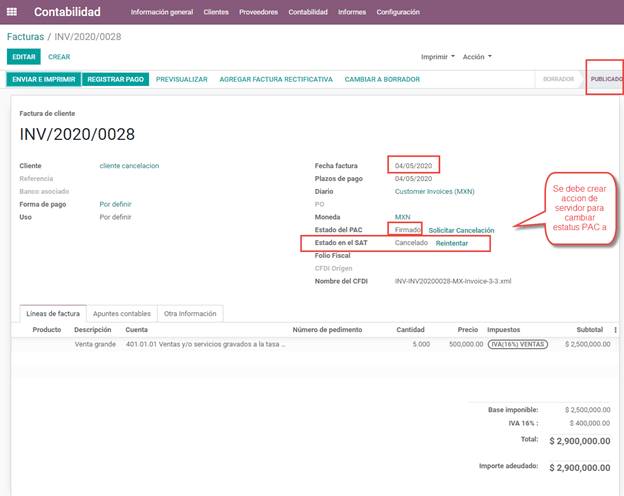 Contabilidad Información general Clientes Proveedores Contabilidad Informes Configuración
Facturas / INV/2020/0028
EDITAR CREAR Imprimir Acción
ENVIAR E IMPRIMIR REGISTRAR PAGO PREVISUALIZAR AGREGAR FACTURA RECTIFICATIVA CAMBIAR A BORRADOR BORRADOR PUBLICADO
Factura de cliente
INV/2020/0028
Cliente cliente cancelacion
Referencia
Banco asociado
Forma de pago Por definir
Uso Por definir
Fecha factura 04/05/2020
Plazos de pago 04/05/2020
Diario Customer Invoices (MXN)
PO
Moneda MXN
Estado del PAC Firmado Solicitar Cancelación
Estado en el SAT Cancelado Reintentar
Folio Fiscal
CFDI Origen
Nombre del CFDI INV-INV20200028-MX-Invoice-3-3.xml
Se debe crear
accion de
servidor para
cambiar
estatus PAC a
Líneas de factura Apuntes contables Otra Información
Producto Descripción Cuenta Número de pedimento Cantidad Precio Impuestos Subtotal
Venta grande 401.01.01 Ventas y/o servicios gravados a la tasa ... 5.000 500,000.00 IVA(16%) VENTAS $ 2,500,000.00
Base imponible: $ 2,500,000.00
IVA 16% : $ 400,000.00
Total: $ 2,900,000.00
Importe adeudado: $ 2,900,000.00